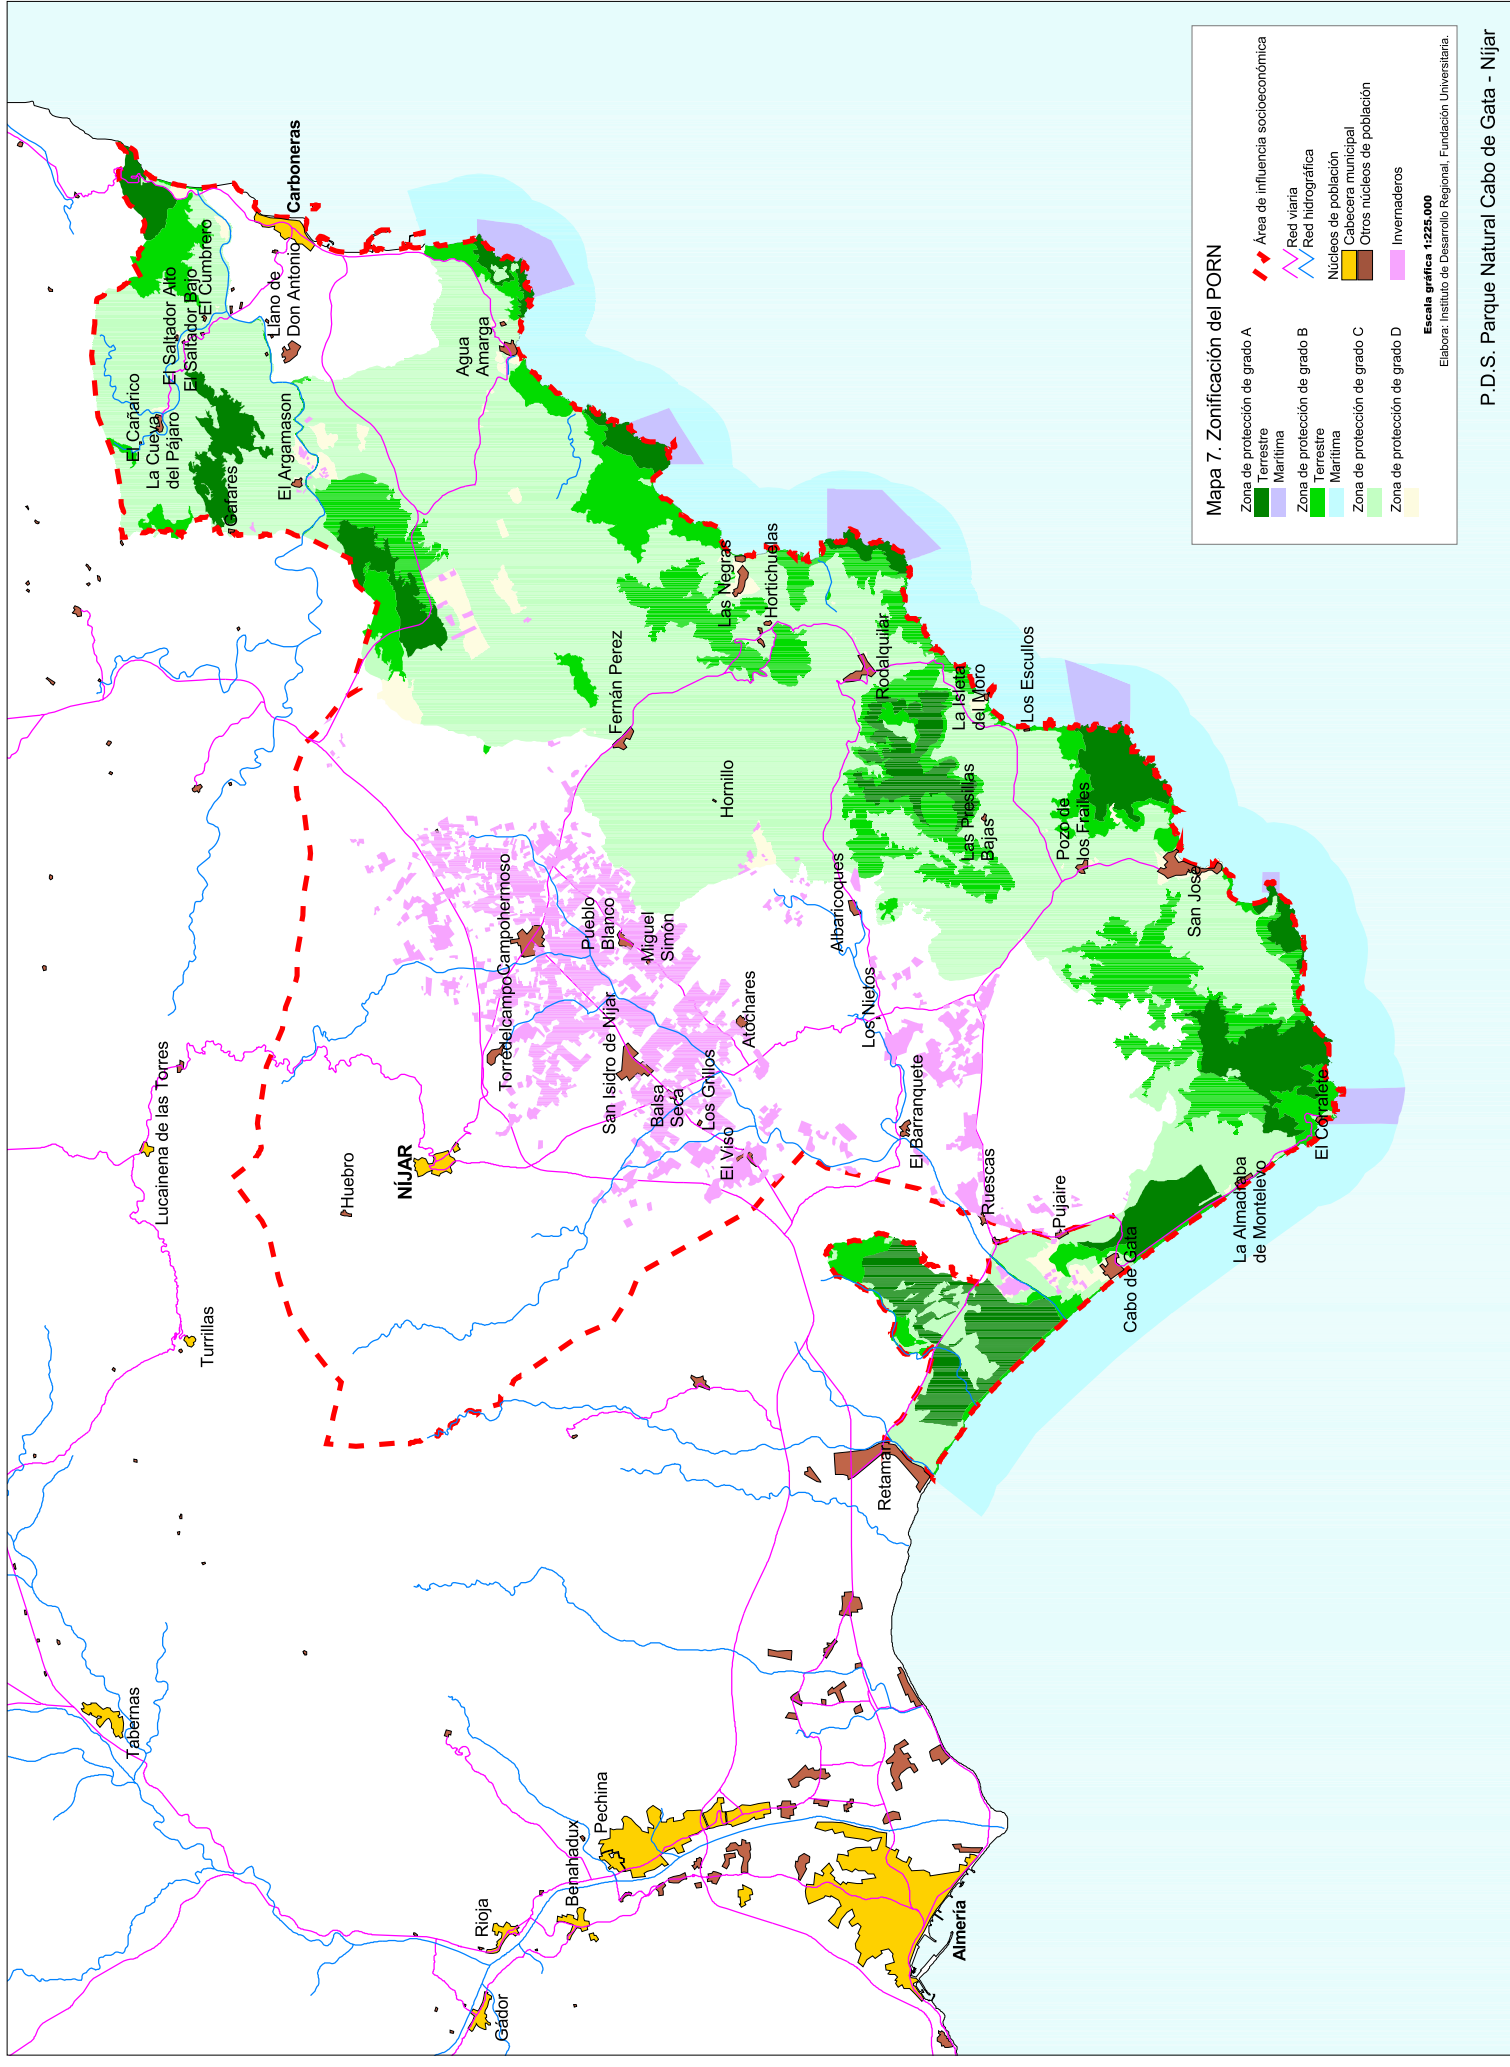 Carboneras
El Cumbrero
El Saltador Alto
El Saltador Bajo
Llano de
Don Antonio
El Cañarico
La Cueva
del Pájaro
Gafares
El Argamason
Agua
Amarga
Las Negras
Hortichuelas
Fernán Perez
Rodalquilar
La Isleta
del Moro
Los Escullos
Hornillo
Las Presillas
Bajas
Pozo de
los Frailes
San José
Albaricoques
Campohermoso
Pueblo
Blanco
Miguel
Simón
Torredelcampo
San Isidro de Níjar
Atochares
Los Nietos
Balsa
Seca
Los Grillos
El Viso
El Barranquete
Ruescas
Pujaire
Cabo de Gata
La Almadraba
de Montelevo
El Corralete
Lucainena de las Torres
Huebro
NÍJAR
Turrillas
Retamar
Tabernas
Pechina
Benahadux
Rioja
Gádor
Almería
Mapa 7. Zonificación del PORN
Zona de protección de grado A
Terrestre
Marítima
Zona de protección de grado B
Terrestre
Marítima
Zona de protección de grado C
Zona de protección de grado D
Área de influencia socioeconómica
Red viaria
Red hidrográfica
Núcleos de población
Cabecera municipal
Otros núcleos de población
Invernaderos
Escala gráfica 1:225.000
Elabora: Instituto de Desarrollo Regional, Fundación Universitaria.
P.D.S. Parque Natural Cabo de Gata - Níjar